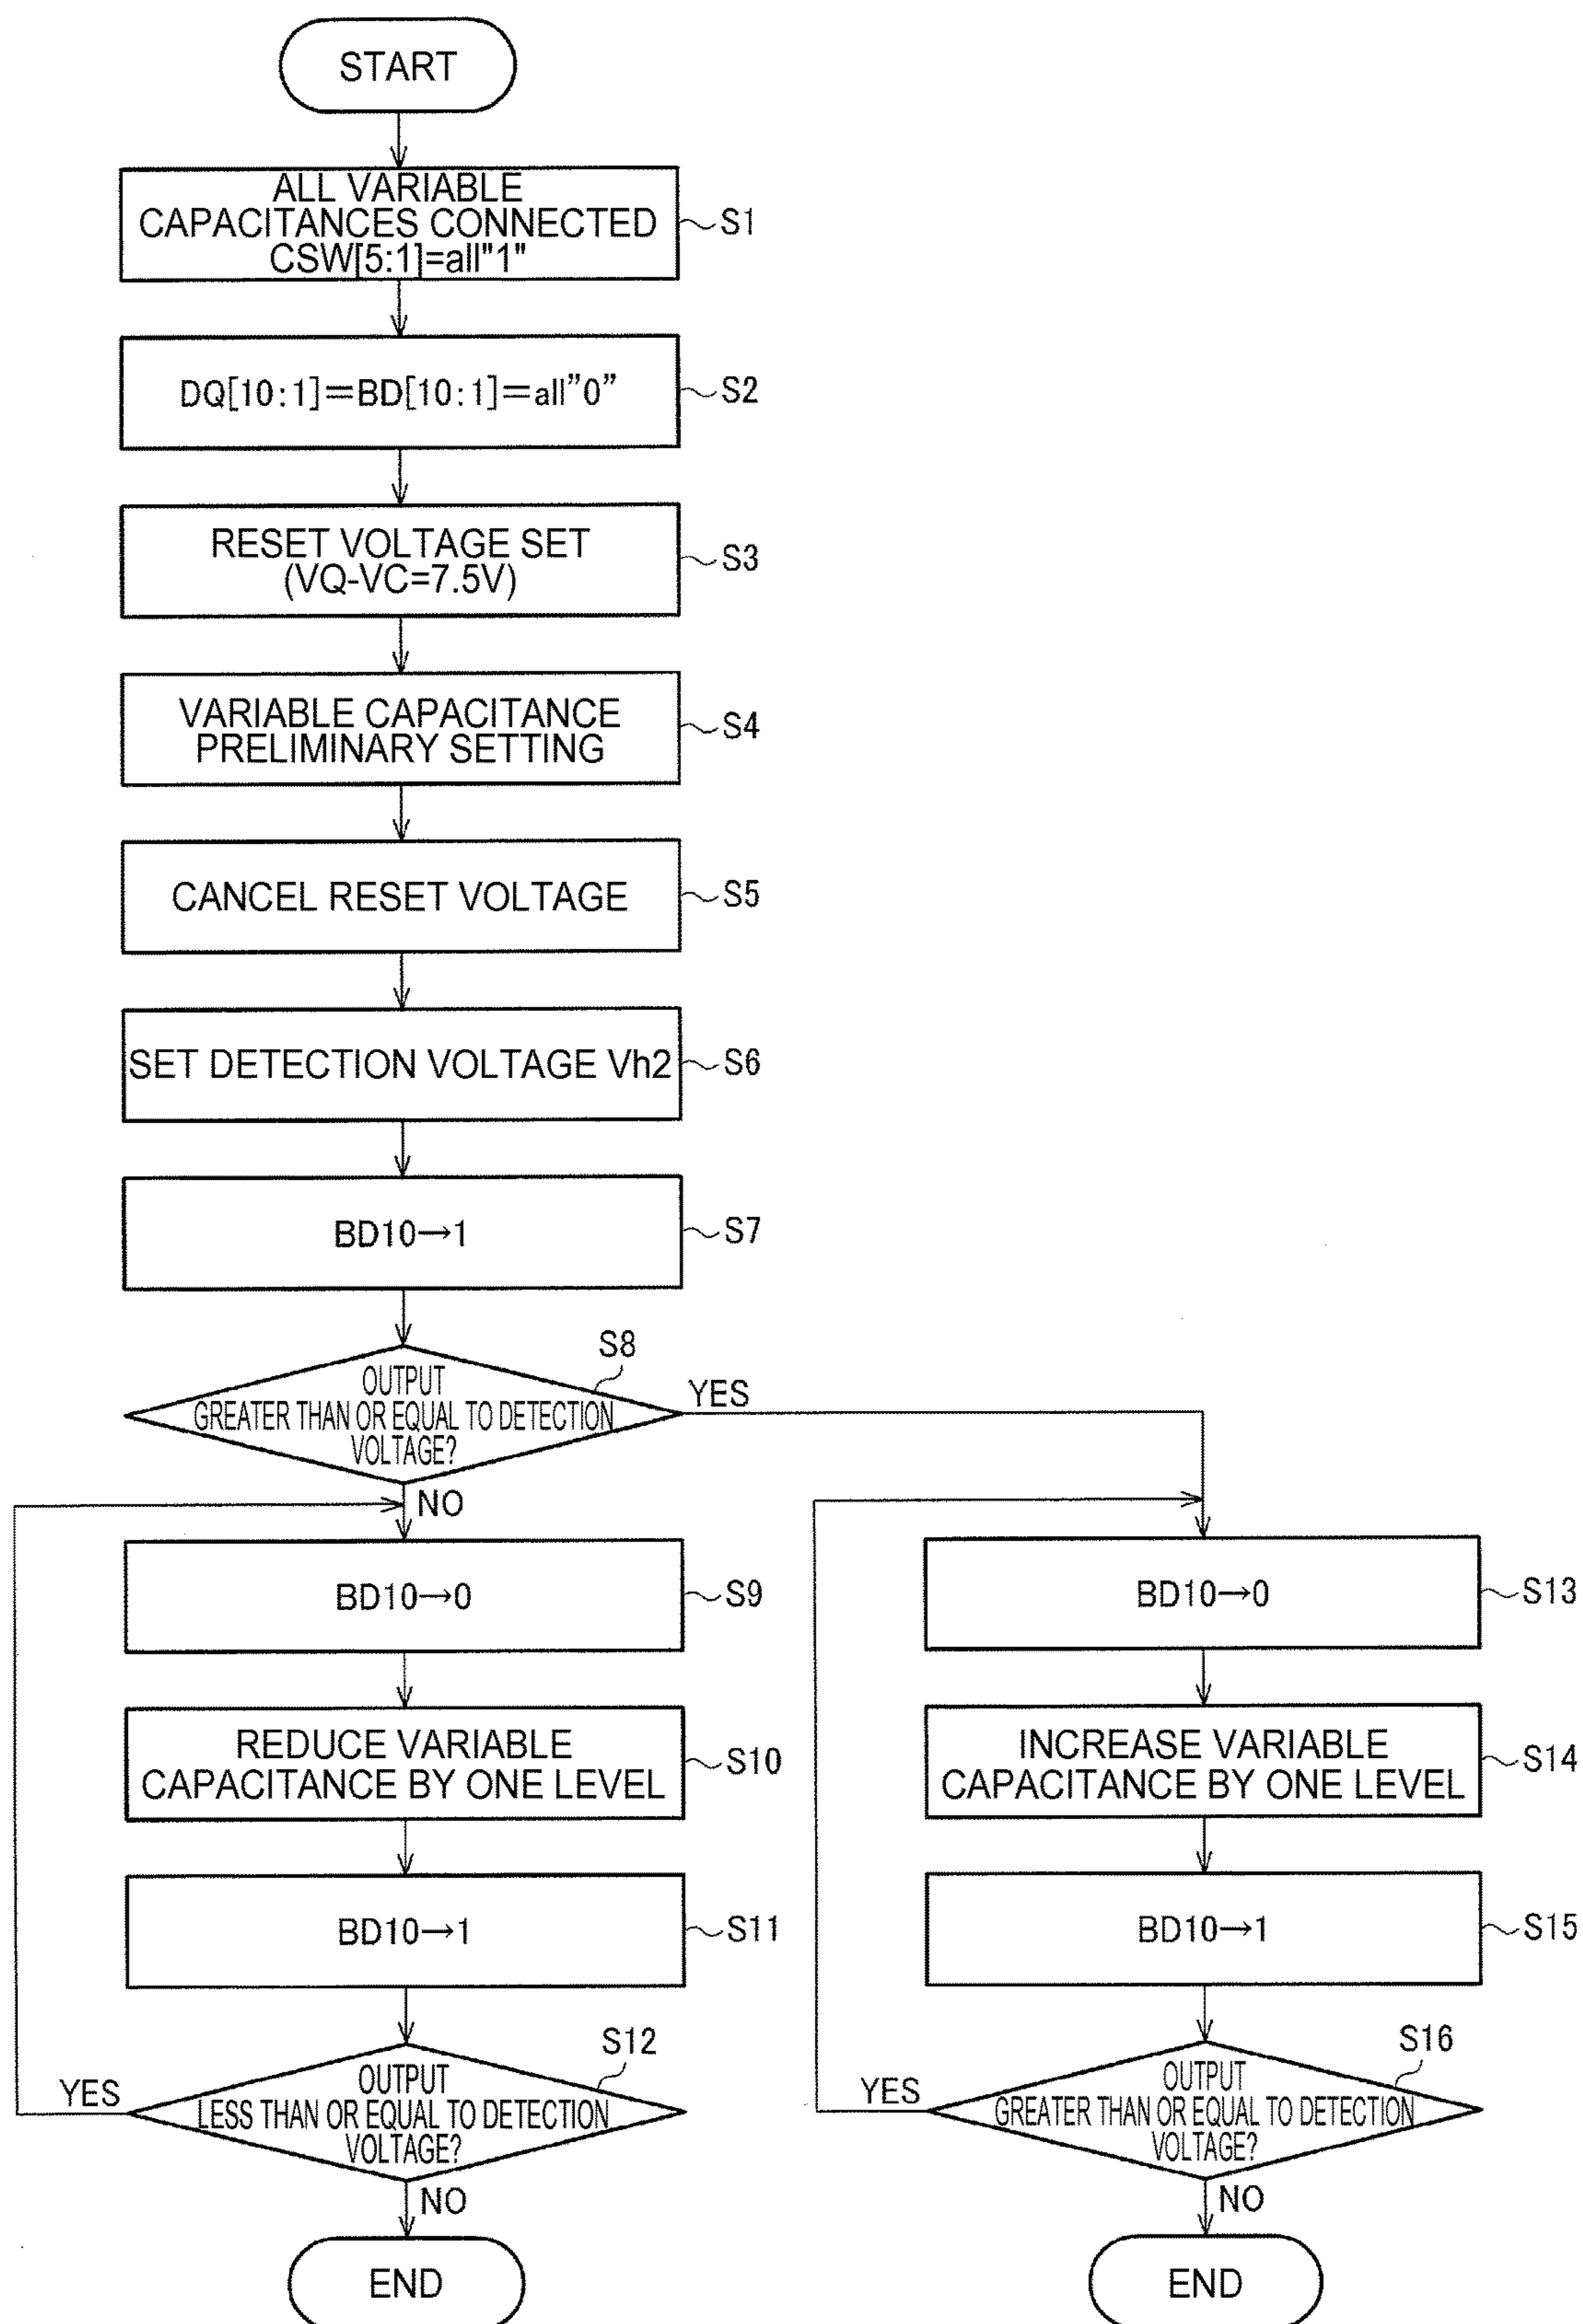 START
ALL VARIABLE
CAPACITANCES CONNECTED
CSW[5:1]=all"1"
S1
DQ[10:1]=BD[10:1]=all"0"
S2
RESET VOLTAGE SET
(VQ-VC=7.5V)
S3
VARIABLE CAPACITANCE
PRELIMINARY SETTING
S4
CANCEL RESET VOLTAGE
S5
SET DETECTION VOLTAGE Vh2
S6
BD10→1
S7
S8
OUTPUT
GREATER THAN OR EQUAL TO DETECTION
VOLTAGE?
YES
NO
BD10→0
S9
REDUCE VARIABLE
CAPACITANCE BY ONE LEVEL
S10
BD10→1
S11
S12
OUTPUT
LESS THAN OR EQUAL TO DETECTION
VOLTAGE?
YES
NO
END
BD10→0
S13
INCREASE VARIABLE
CAPACITANCE BY ONE LEVEL
S14
BD10→1
S15
S16
OUTPUT
GREATER THAN OR EQUAL TO DETECTION
VOLTAGE?
YES
NO
END